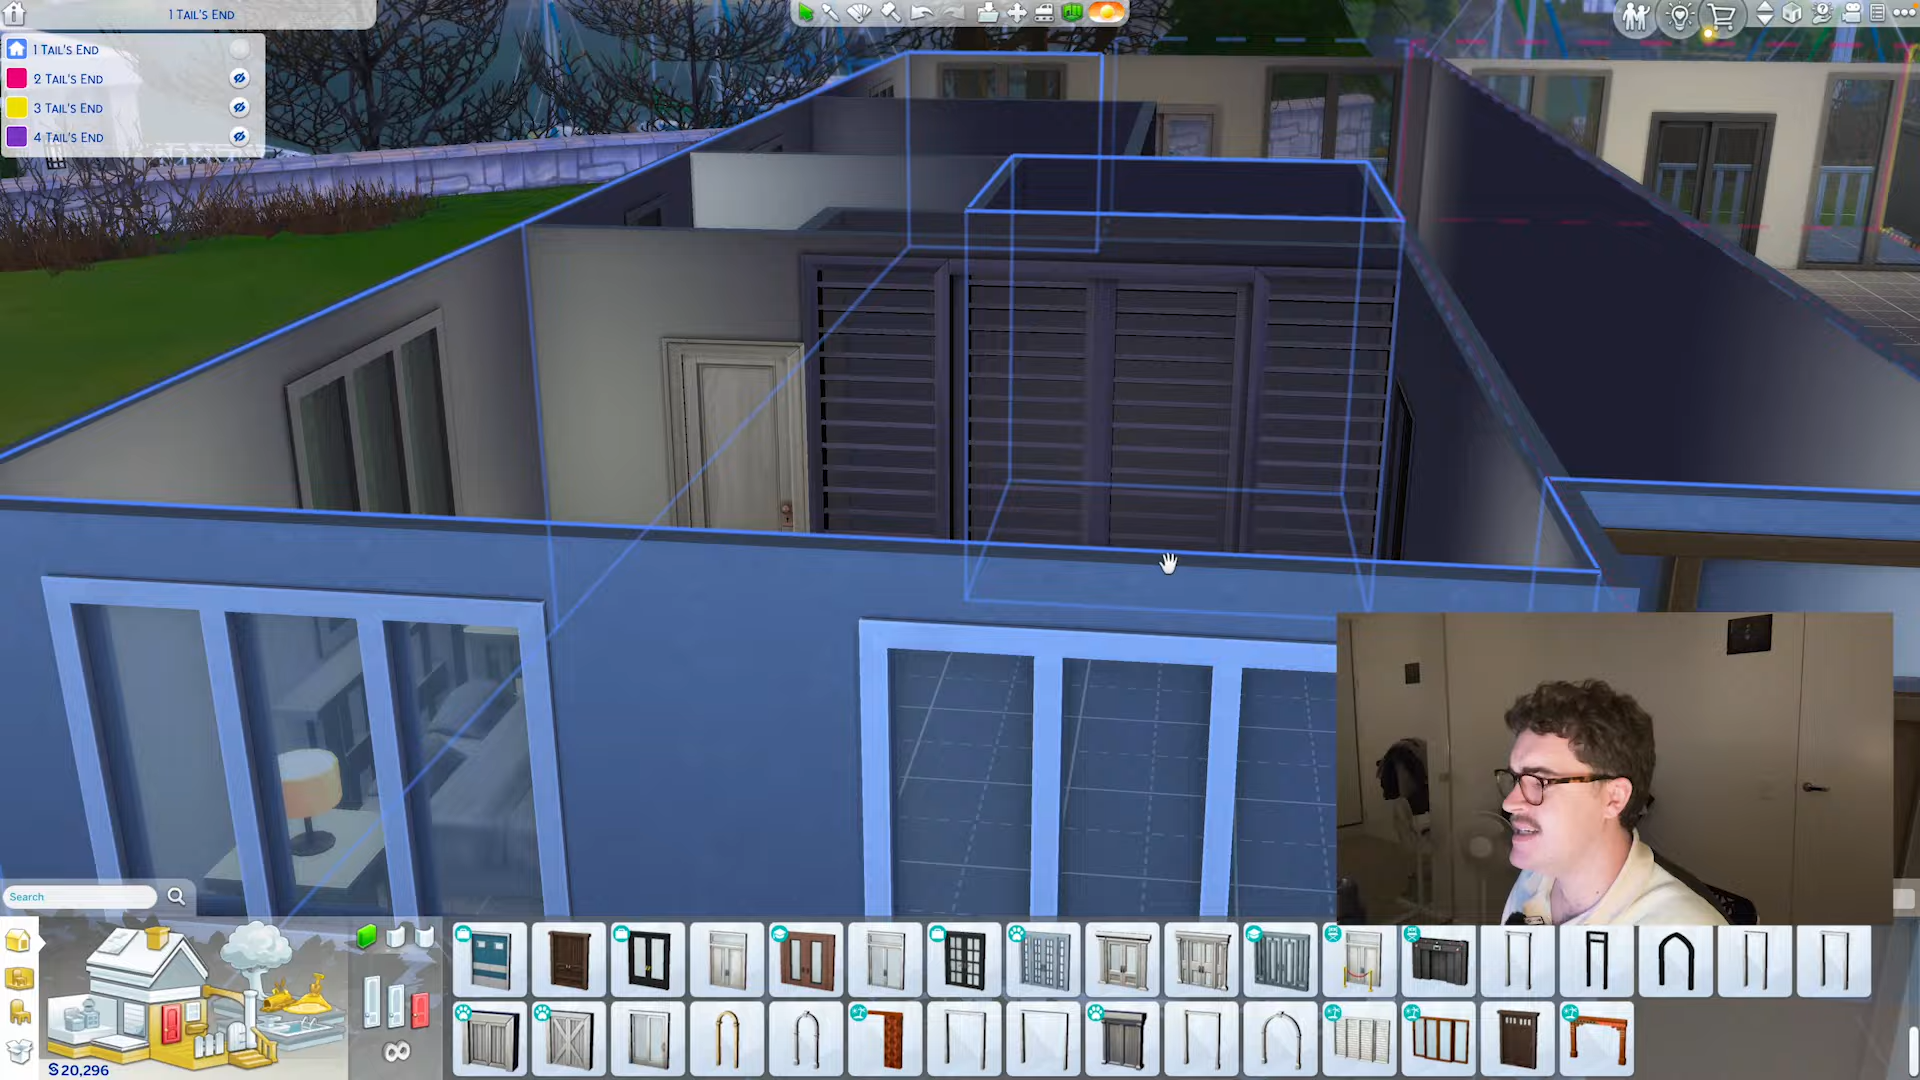 1 Tail's End
1 Tail's End
2 Tail's End
3 Tail's End
4 Tail's End
Search
§20,296